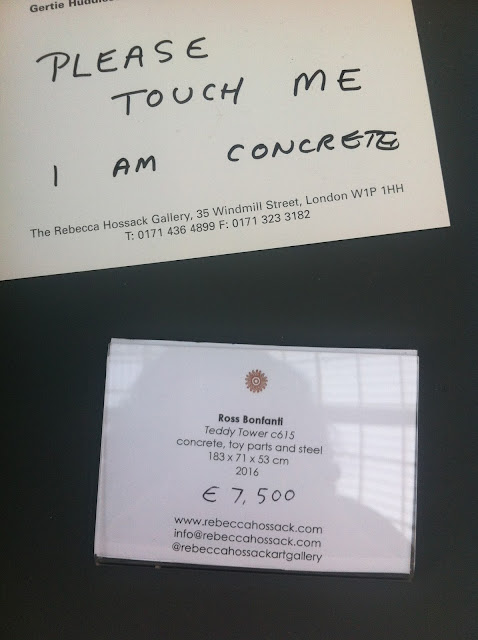 Gertie
PLEASE
TOUCH ME
I AM CONCRETE
The Rebecca Hossack Gallery, 35 Windmill Street, London W1P 1HH
T: 0171 436 4899 F: 0171 323 3182
Ross Bonfanti
Teddy Tower c615
concrete, toy parts and steel
183 x 71 x 53 cm
2016
€ 7,500
www.rebeccahossack.com
info@rebeccahossack.com
@rebeccahossackartgallery